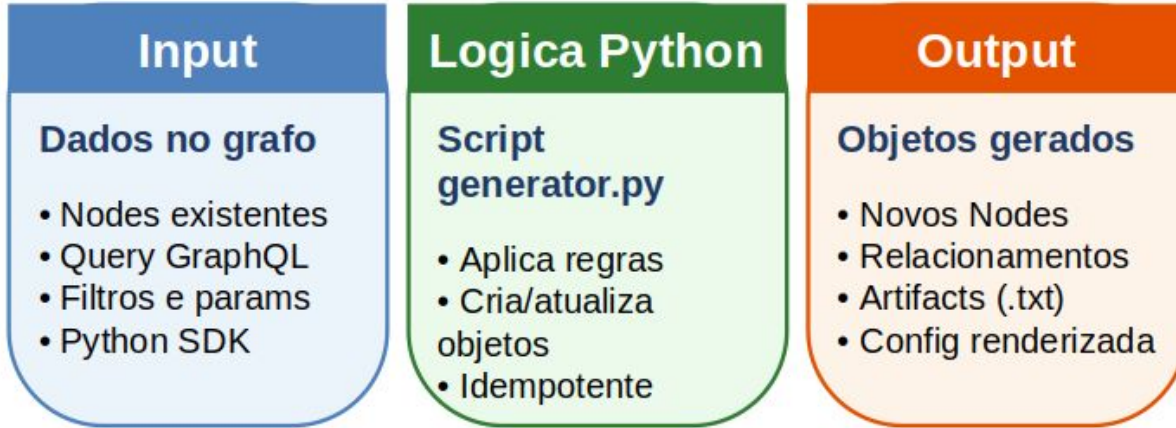 Input
Dados no grafo
• Nodes existentes
• Query GraphQL
• Filtros e params
• Python SDK
Logica Python
Script
generator.py
• Aplica regras
• Cria/atualiza
objetos
• Idempotente
Output
Objetos gerados
• Novos Nodes
• Relacionamentos
• Artifacts (.txt)
• Config renderizada